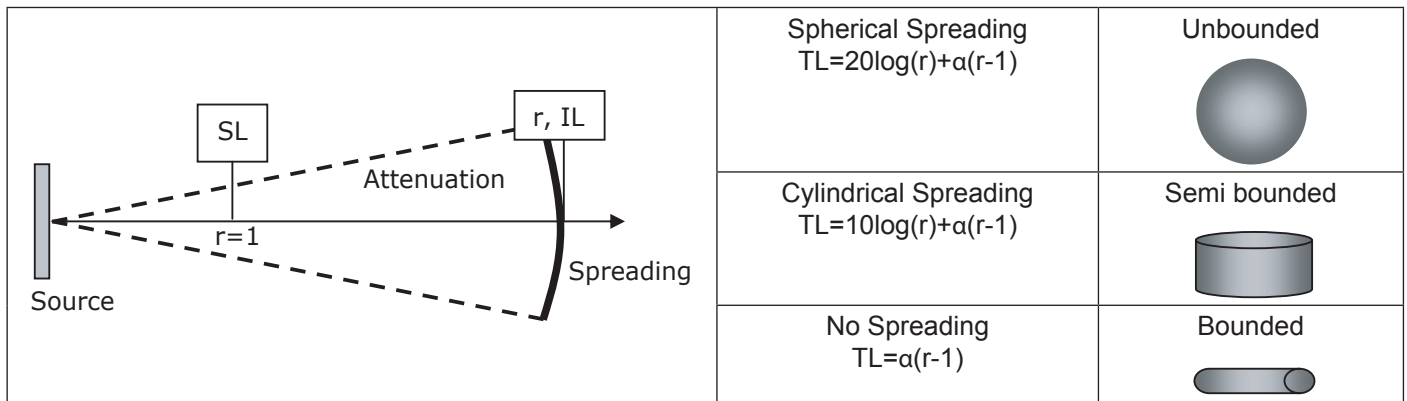 SL
r, IL
Attenuation
r=1
Spreading
Source
Spherical Spreading
TL=20log(r)+α(r-1)
Unbounded
Cylindrical Spreading
TL=10log(r)+α(r-1)
Semi bounded
No Spreading
TL=α(r-1)
Bounded